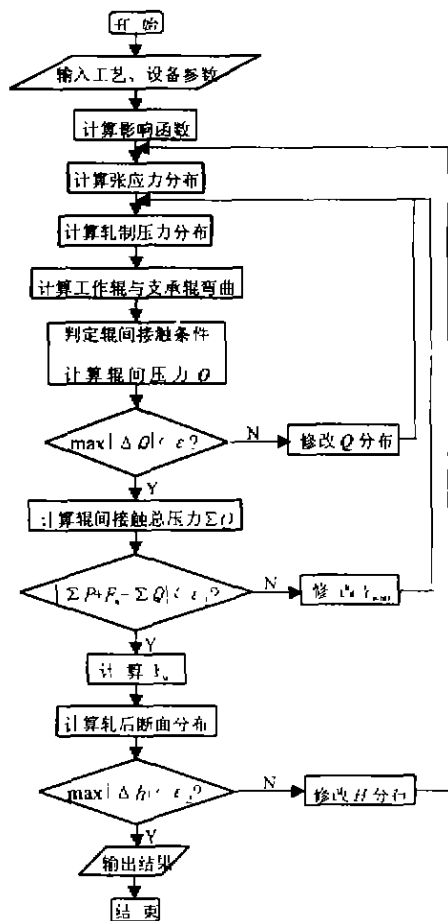 开 始
输入工艺、设备参数
计算影响函数
计算张应力分布
计算轧制压力分布
计算工作辊与支承辊弯曲
判定辊间接触条件
计算辊间压力 Q
max|ΔQ|< ε?
N
修改 Q 分布
Y
计算辊间接触总压力ΣQ
N
修
Y
计 算
计算轧后断面分布
max|Δh|< ε₂?
N
修改 H 分布
Y
输出结果
结 束